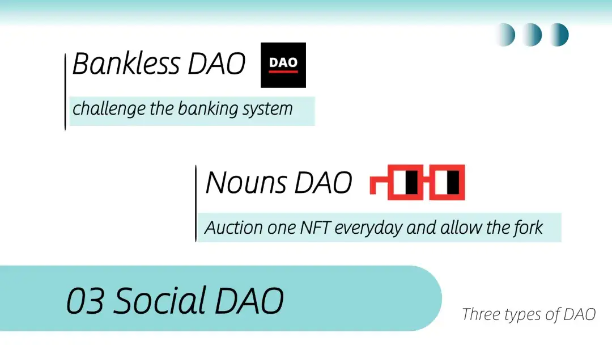 Bankless DAO
DAO
challenge the banking system
Nouns DAO
Auction one NFT everyday and allow the fork
03 Social DAO
Three types of DAO